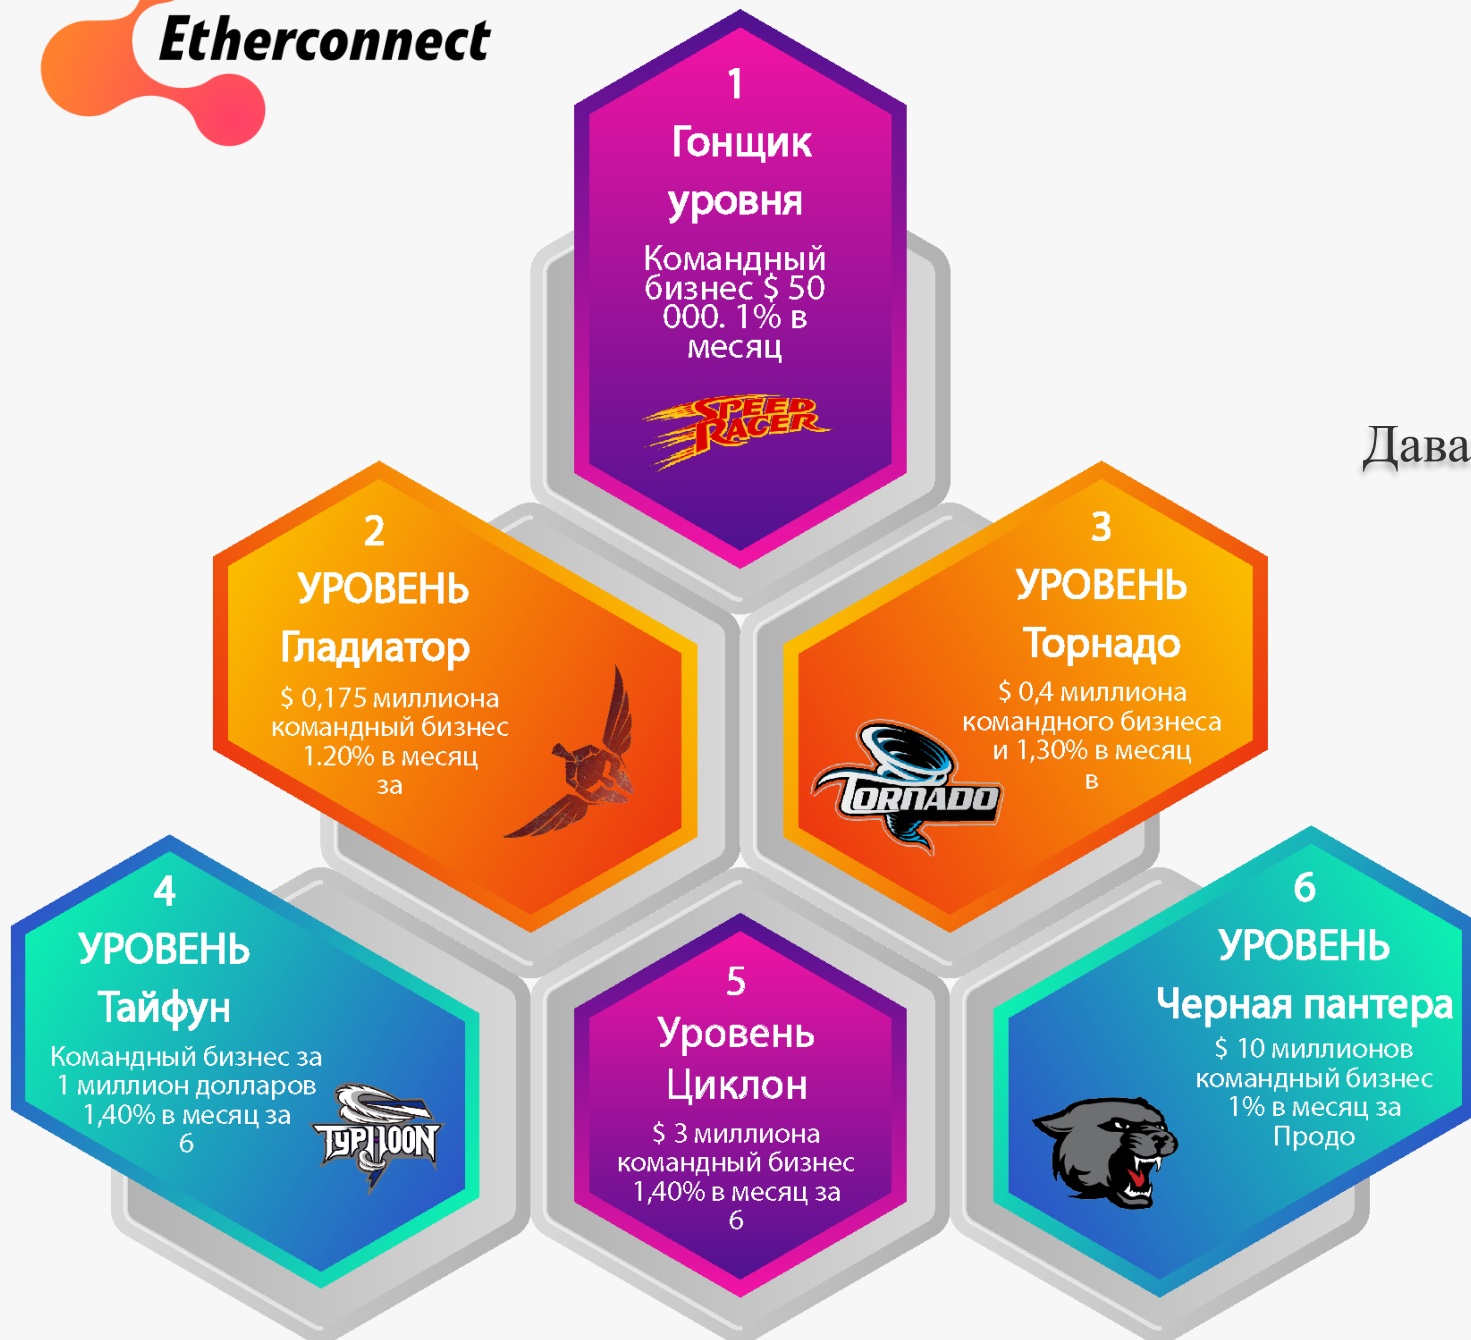 Etherconnect
1
Гонщик
уровня
Командный
бизнес $ 50
000. 1% в
месяц
SPEED
RACER
Дава
2
УРОВЕНЬ
Гладиатор
$ 0,175 миллиона
командный бизнес
1.20% в месяц
за
3
УРОВЕНЬ
Торнадо
$ 0,4 миллиона
командного бизнеса
и 1,30% в месяц
в
TORNADO
4
УРОВЕНЬ
Тайфун
Командный бизнес за
1 миллион долларов
1,40% в месяц за
6
TYPHOON
5
Уровень
Циклон
$ 3 миллиона
командный бизнес
1,40% в месяц за
6
6
УРОВЕНЬ
Черная пантера
$ 10 миллионов
командный бизнес
1% в месяц за
Продо